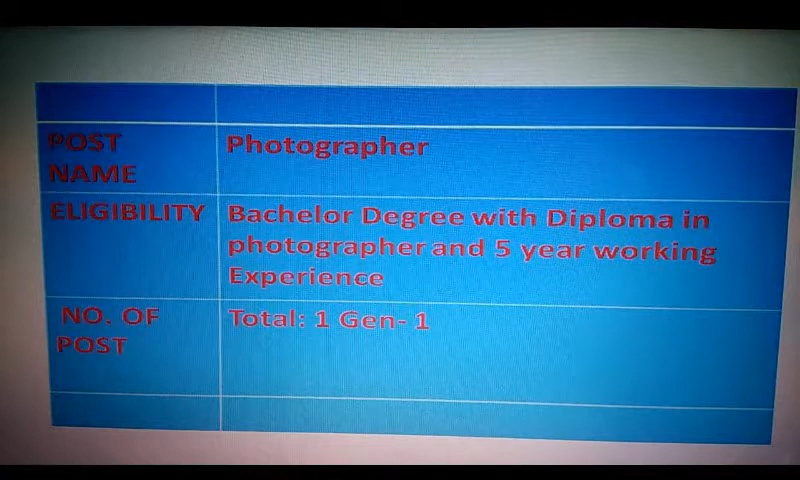 POST NAME
Photographer
ELIGIBILITY
Bachelor Degree with Diploma in
photographer and 5 year working
Experience
NO. OF
POST
Total: 1 Gen- 1